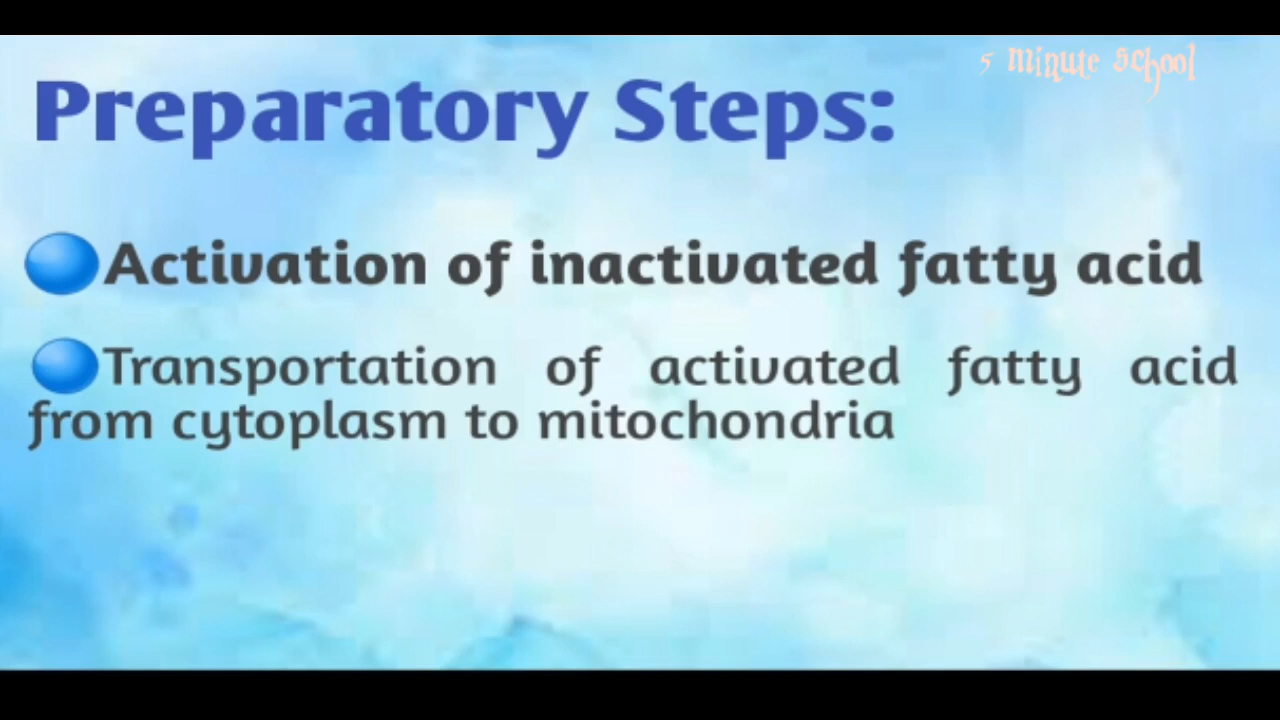 5 Minute School
Preparatory Steps:
Activation of inactivated fatty acid
Transportation of activated fatty acid
from cytoplasm to mitochondria